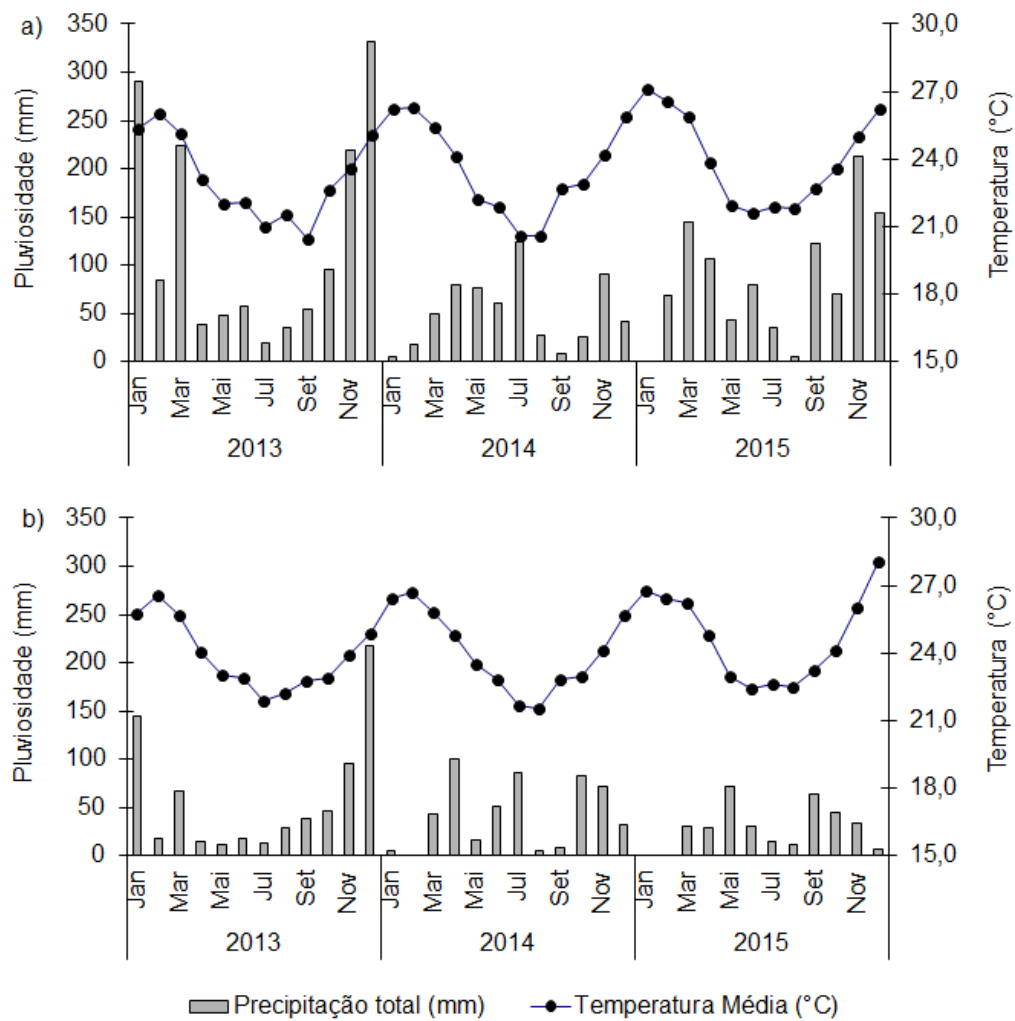 a)
Pluviosidade (mm)
350
300
250
200
150
100
50
0
30,0
27,0
24,0
21,0
18,0
15,0
Temperatura (°C)
Jan Mar Mai Jul Set Nov Jan Mar Mai Jul Set Nov Jan Mar Mai Jul Set Nov
2013 2014 2015
b)
Pluviosidade (mm)
350
300
250
200
150
100
50
0
30,0
27,0
24,0
21,0
18,0
15,0
Temperatura (°C)
Jan Mar Mai Jul Set Nov Jan Mar Mai Jul Set Nov Jan Mar Mai Jul Set Nov
2013 2014 2015
Precipitação total (mm) Temperatura Média (°C)